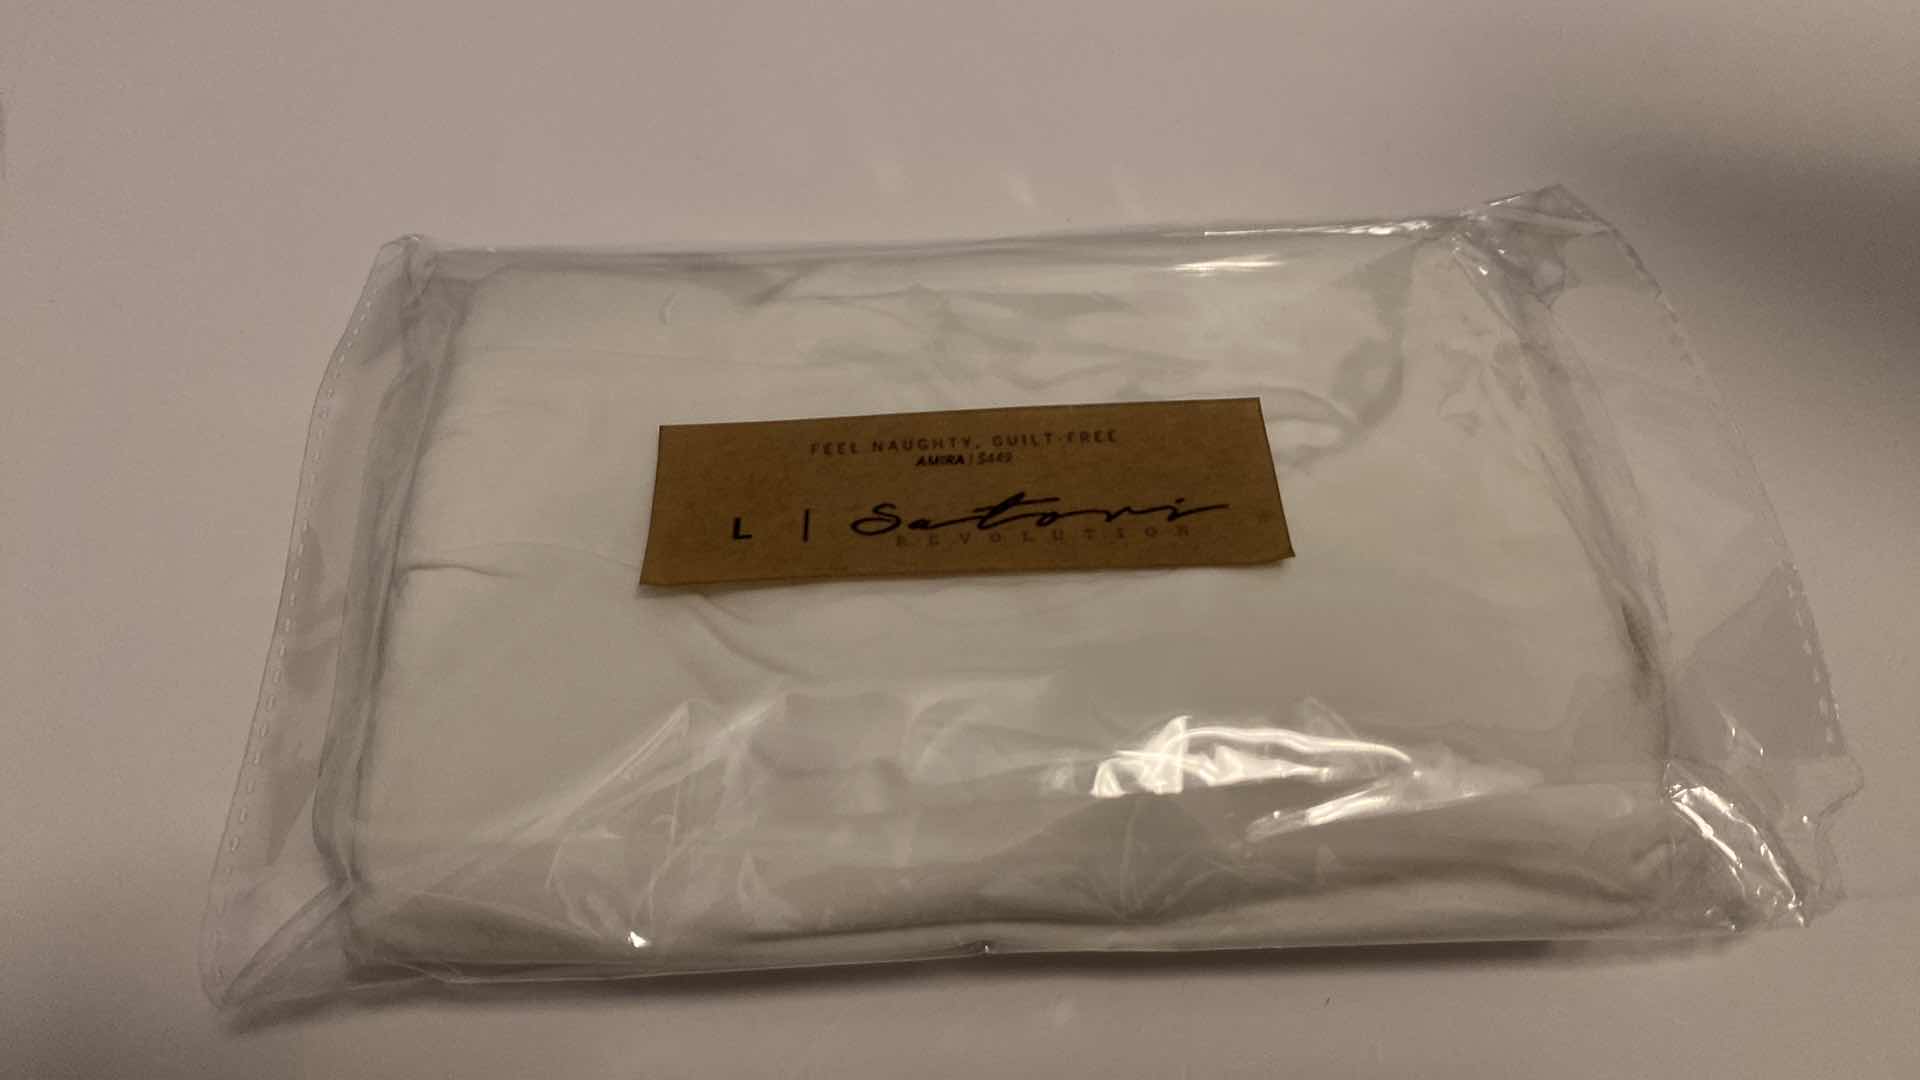 FEEL NAUGHTY, GUILT-FREE
AMIRA | $449
L | Satori
REVOLUTION